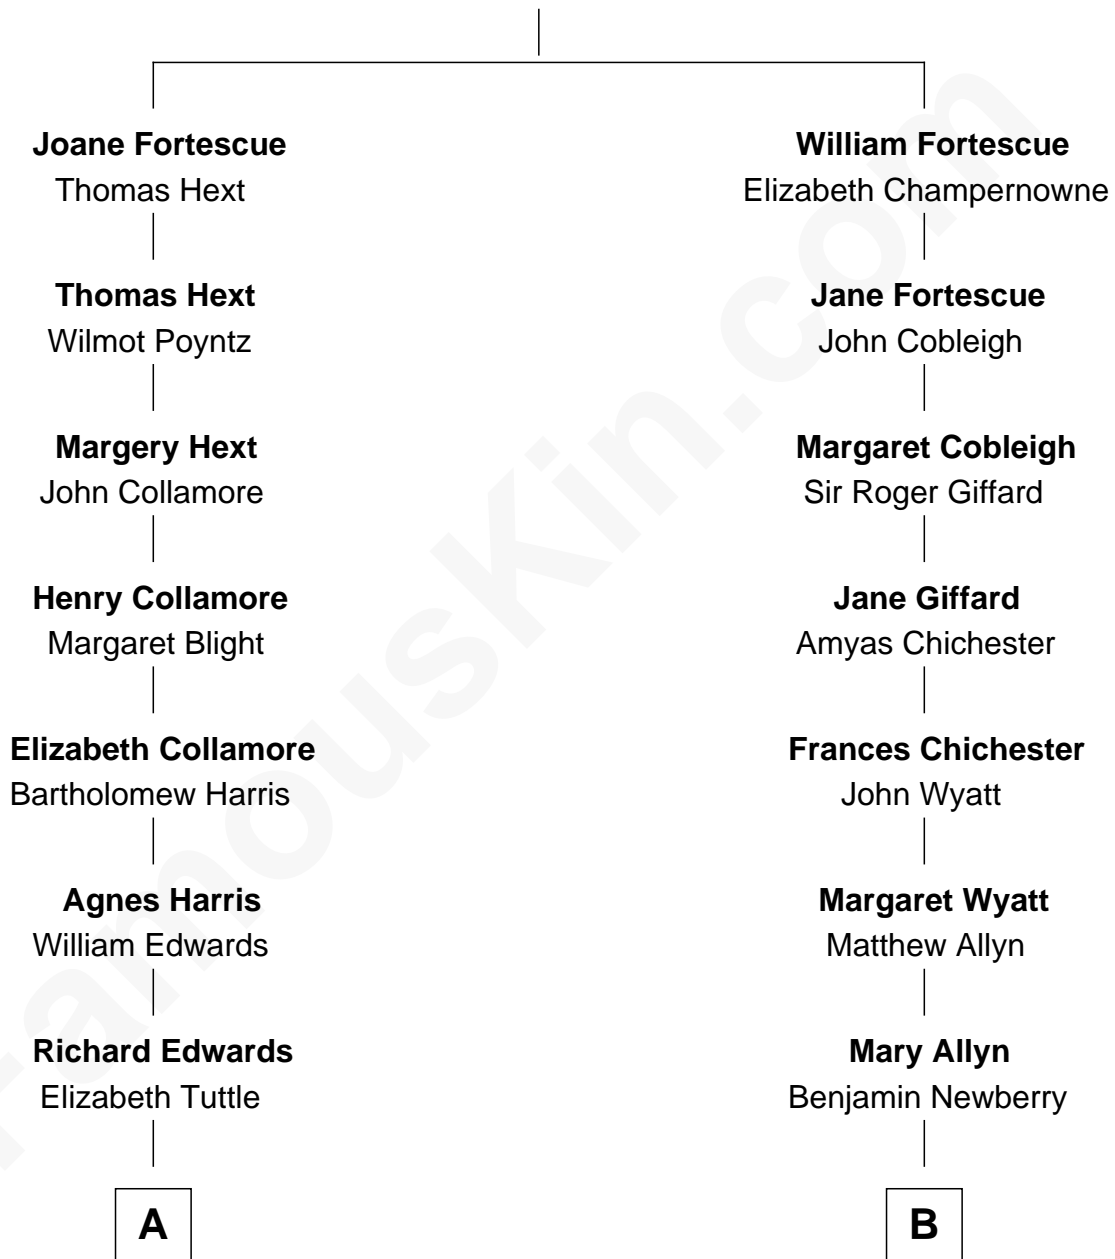 Joane Fortescue
Thomas Hext
Thomas Hext
Wilmot Poyntz
Margery Hext
John Collamore
Henry Collamore
Margaret Blight
Elizabeth Collamore
Bartholomew Harris
Agnes Harris
William Edwards
Richard Edwards
Elizabeth Tuttle
A
William Fortescue
Elizabeth Champernowne
Jane Fortescue
John Cobleigh
Margaret Cobleigh
Sir Roger Giffard
Jane Giffard
Amyas Chichester
Frances Chichester
John Wyatt
Margaret Wyatt
Matthew Allyn
Mary Allyn
Benjamin Newberry
B
FamousKin.com